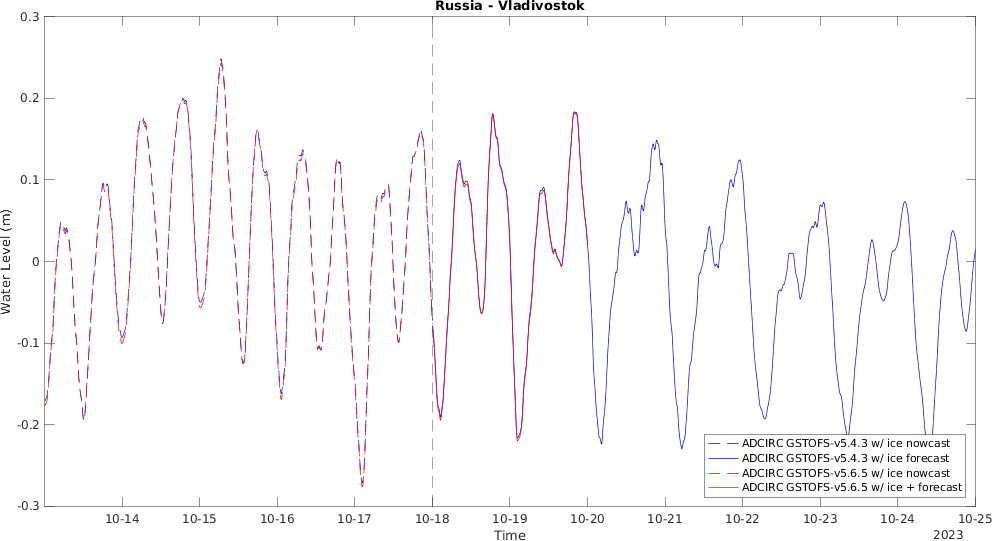 Russia - Vladivostok
Water Level (m)
0.3
0.2
0.1
0
-0.1
-0.2
-0.3
10-14 10-15 10-16 10-17 10-18 10-19 10-20 10-21 10-22 10-23 10-24 10-25
Time
2023
ADCIRC GSTOFS-v5.4.3 w/ ice nowcast
ADCIRC GSTOFS-v5.4.3 w/ ice forecast
ADCIRC GSTOFS-v5.6.5 w/ ice nowcast
ADCIRC GSTOFS-v5.6.5 w/ ice + forecast